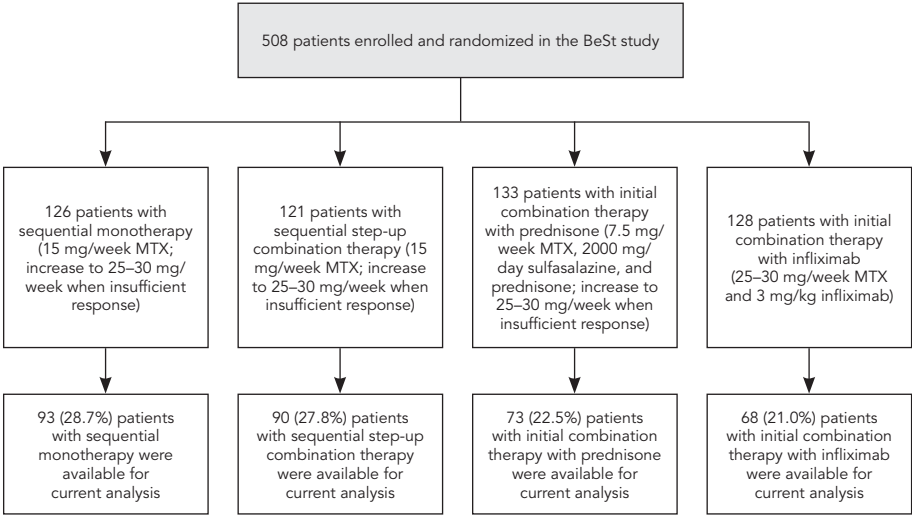 508 patients enrolled and randomized in the BeSt study
126 patients with
sequential monotherapy
(15 mg/week MTX;
increase to 25–30 mg/
week when insufficient
response)
121 patients with
sequential step-up
combination therapy (15
mg/week MTX; increase
to 25–30 mg/week when
insufficient response)
133 patients with initial
combination therapy
with prednisone (7.5 mg/
week MTX, 2000 mg/
day sulfasalazine, and
prednisone; increase to
25–30 mg/week when
insufficient response)
128 patients with initial
combination therapy
with infliximab
(25–30 mg/week MTX
and 3 mg/kg infliximab)
93 (28.7%) patients
with sequential
monotherapy were
available for
current analysis
90 (27.8%) patients
with sequential step-up
combination therapy
were available for
current analysis
73 (22.5%) patients
with initial combination
therapy with prednisone
were available for
current analysis
68 (21.0%) patients
with initial combination
therapy with infliximab
were available for
current analysis